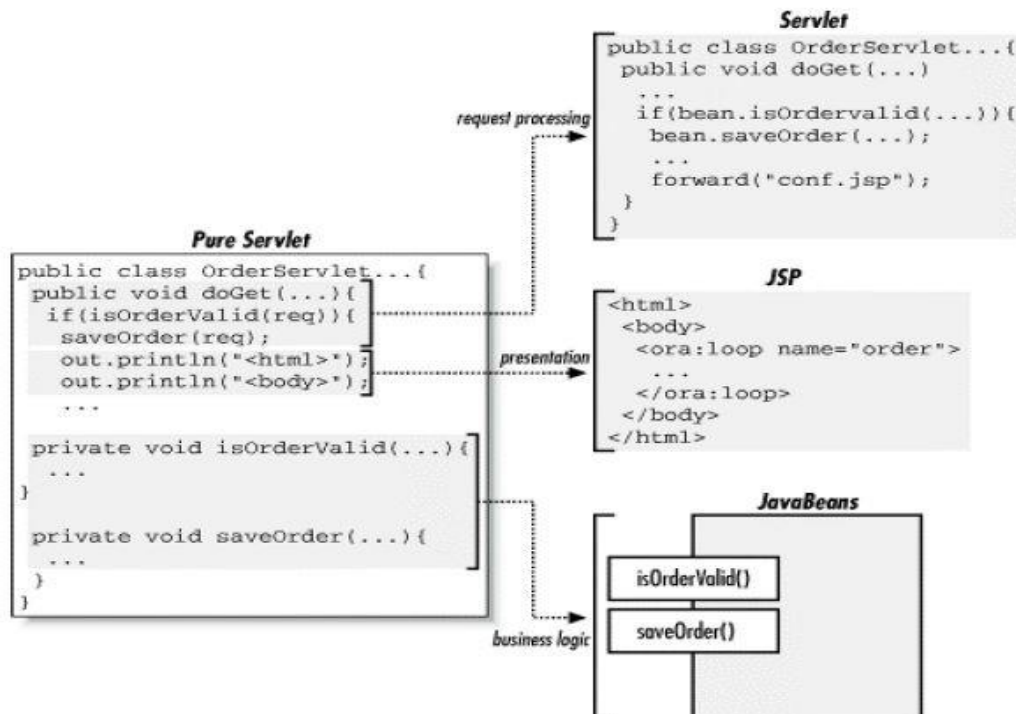 Servlet
public class OrderServlet...{
public void doGet(...)
...
if(bean.isOrdervalid(...)){
bean.saveOrder(...);
...
forward("conf.jsp");
}
}
request processing
Pure Servlet
public class OrderServlet...{
public void doGet(...){
if(isOrderValid(req)){
saveOrder(req);
out.println("<html>");
out.println("<body>");
...
private void isOrderValid(...){
...
}
private void saveOrder(...){
...
}
}
presentation
JSP
<html>
<body>
<ora:loop name="order">
...
</ora:loop>
</body>
</html>
business logic
JavaBeans
isOrderValid()
saveOrder()